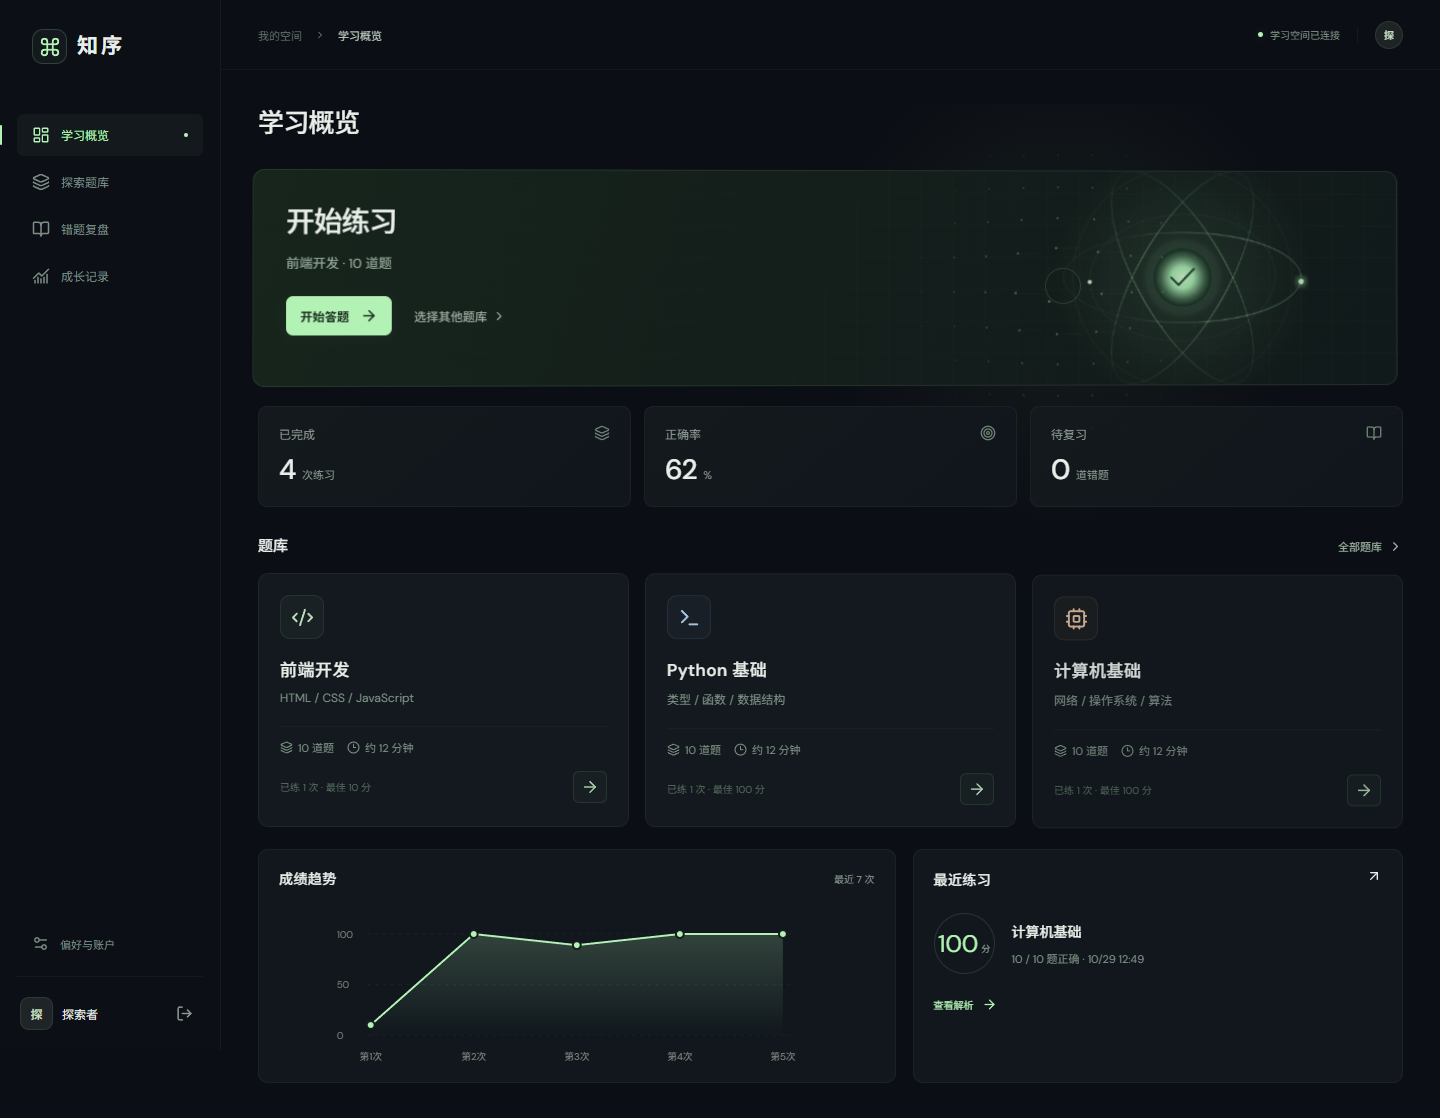 知序
我的空间
学习概览
学习空间已连接
探
学习概览
探索题库
错题复盘
成长记录
学习概览
开始练习
前端开发 · 10 道题
开始答题
选择其他题库
已完成
4 次练习
正确率
62 %
待复习
0 道错题
题库
全部题库
前端开发
HTML / CSS / JavaScript
10 道题
约 12 分钟
已练 1 次 · 最佳 10 分
Python 基础
类型 / 函数 / 数据结构
10 道题
约 12 分钟
已练 1 次 · 最佳 100 分
计算机基础
网络 / 操作系统 / 算法
10 道题
约 12 分钟
已练 1 次 · 最佳 100 分
成绩趋势
最近 7 次
100
50
0
第1次
第2次
第3次
第4次
第5次
最近练习
100 分
计算机基础
10 / 10 题正确 · 10/29 12:49
查看解析
偏好与账户
探
探索者